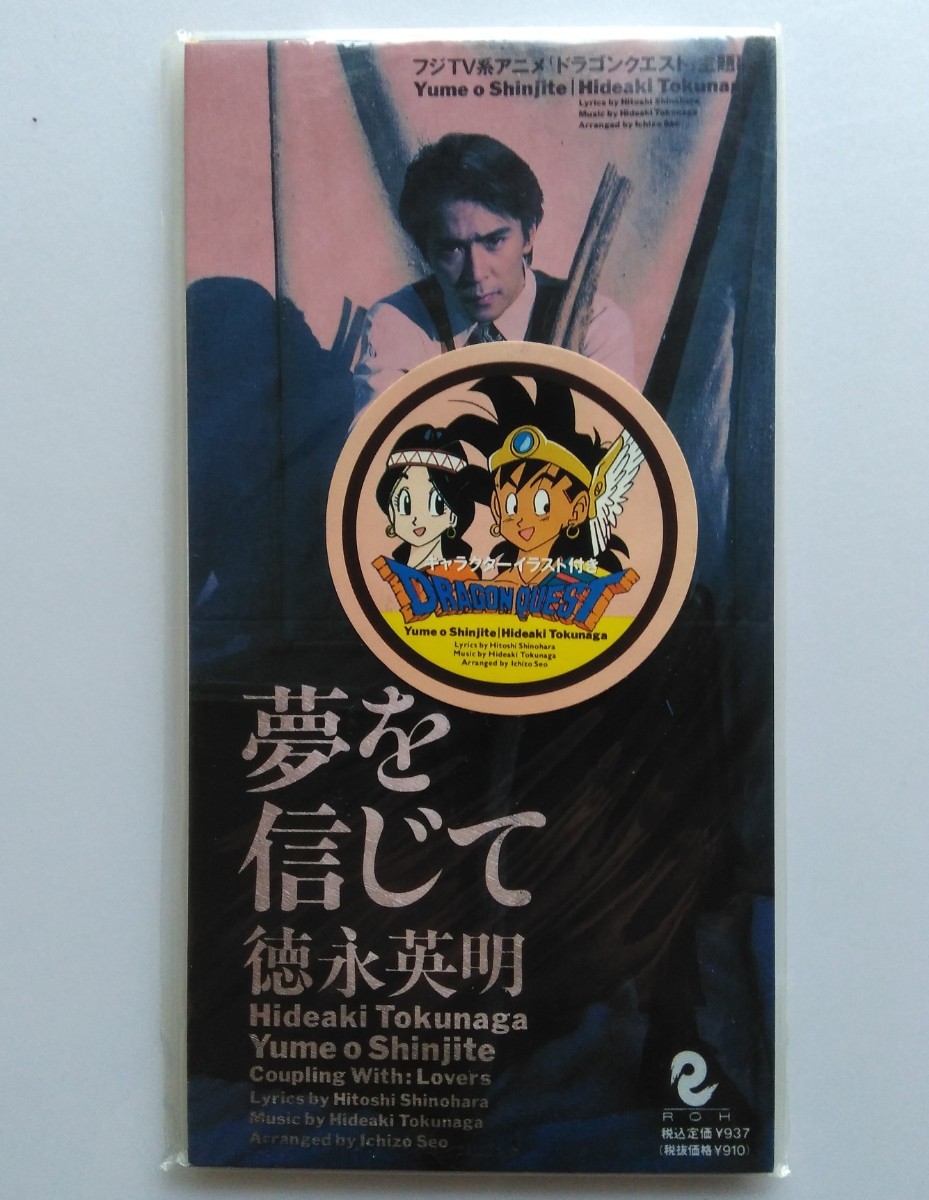 フジTV系アニメ「ドラゴンクエスト」主題
Yume o Shinjite | Hideaki Tokuna
Lyrics by Hitoshi Shinohara
Music by Hideaki Tokunaga
Arranged by Ichizo Seo
キャラクターイラスト付き
DRAGON QUEST
Yume o Shinjite | Hideaki Tokunaga
Lyrics by Hitoshi Shinohara
Music by Hideaki Tokunaga
Arranged by Ichizo Seo
夢を
信じて
徳永英明
Hideaki Tokunaga
Yume o Shinjite
Coupling With: Lovers
Lyrics by Hitoshi Shinohara
Music by Hideaki Tokunaga
Arranged by Ichizo Seo
ROH
税込定価¥937
(税抜価格¥910)